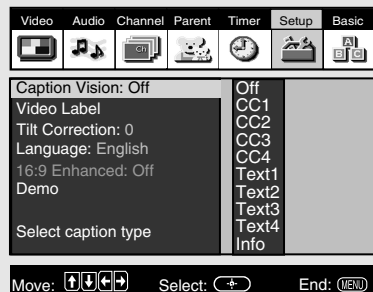 Video Audio Channel Parent Timer Setup Basic
Ch
A
B C
Caption Vision: Off
Video Label
Tilt Correction: 0
Language: English
16:9 Enhanced: Off
Demo
Select caption type
Off
CC1
CC2
CC3
CC4
Text1
Text2
Text3
Text4
Info
Move: Select: End: MENU